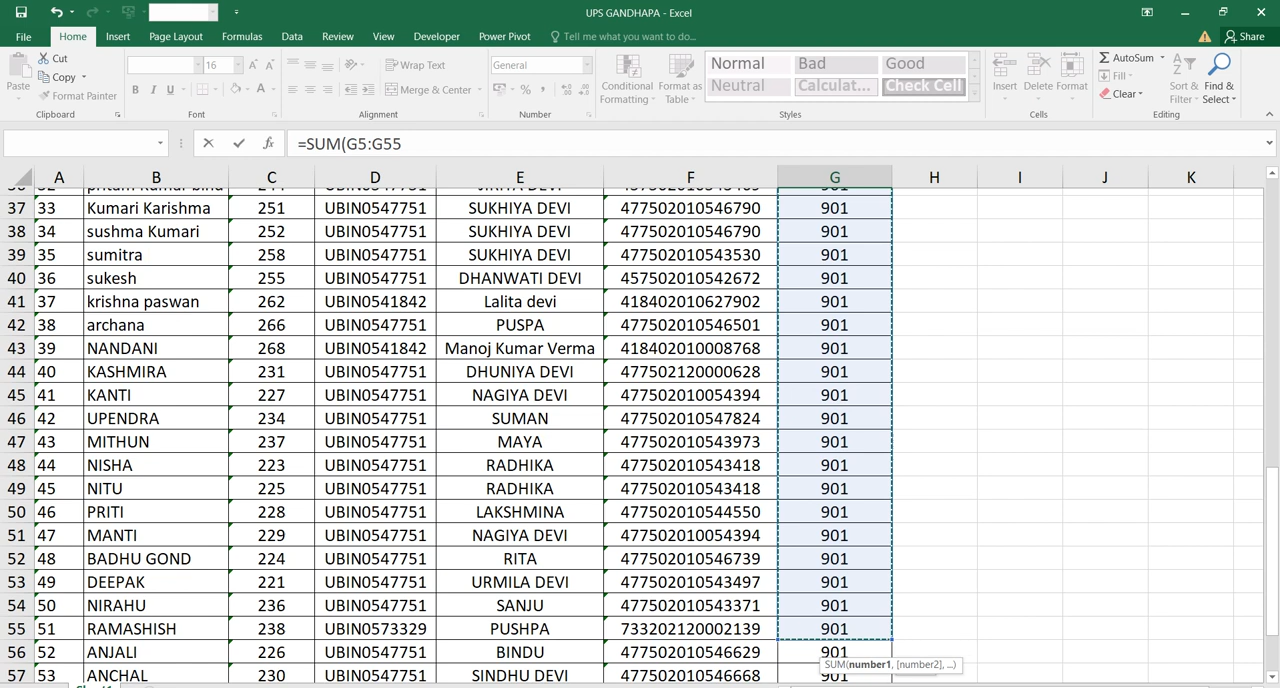 UPS GANDHAPA - Excel
File Home Insert Page Layout Formulas Data Review View Developer Power Pivot Tell me what you want to do... Share
Paste Cut Copy Format Painter Clipboard
16 A A B I U A Font
Wrap Text Merge & Center Alignment
General % , Number
Conditional Formatting Format as Table Normal Bad Good Neutral Calculat... Check Cell Styles
Insert Delete Format Cells
AutoSum Fill Clear Sort & Filter Find & Select Editing
fx =SUM(G5:G55
A B C D E F G H I J K
37 33 Kumari Karishma 251 UBIN0547751 SUKHIYA DEVI 477502010546790 901
38 34 sushma Kumari 252 UBIN0547751 SUKHIYA DEVI 477502010546790 901
39 35 sumitra 258 UBIN0547751 SUKHIYA DEVI 477502010543530 901
40 36 sukesh 255 UBIN0547751 DHANWATI DEVI 457502010542672 901
41 37 krishna paswan 262 UBIN0541842 Lalita devi 418402010627902 901
42 38 archana 266 UBIN0547751 PUSPA 477502010546501 901
43 39 NANDANI 268 UBIN0541842 Manoj Kumar Verma 418402010008768 901
44 40 KASHMIRA 231 UBIN0547751 DHUNIYA DEVI 477502120000628 901
45 41 KANTI 227 UBIN0547751 NAGIYA DEVI 477502010054394 901
46 42 UPENDRA 234 UBIN0547751 SUMAN 477502010547824 901
47 43 MITHUN 237 UBIN0547751 MAYA 477502010543973 901
48 44 NISHA 223 UBIN0547751 RADHIKA 477502010543418 901
49 45 NITU 225 UBIN0547751 RADHIKA 477502010543418 901
50 46 PRITI 228 UBIN0547751 LAKSHMINA 477502010544550 901
51 47 MANTI 229 UBIN0547751 NAGIYA DEVI 477502010054394 901
52 48 BADHU GOND 224 UBIN0547751 RITA 477502010546739 901
53 49 DEEPAK 221 UBIN0547751 URMILA DEVI 477502010543497 901
54 50 NIRAHU 236 UBIN0547751 SANJU 477502010543371 901
55 51 RAMASHISH 238 UBIN0573329 PUSHPA 733202120002139 901
56 52 ANJALI 226 UBIN0547751 BINDU 477502010546629 901
57 53 ANCHAL 230 UBIN0547751 SINDHU DEVI 477502010546668 901
SUM(number1, [number2], ...)